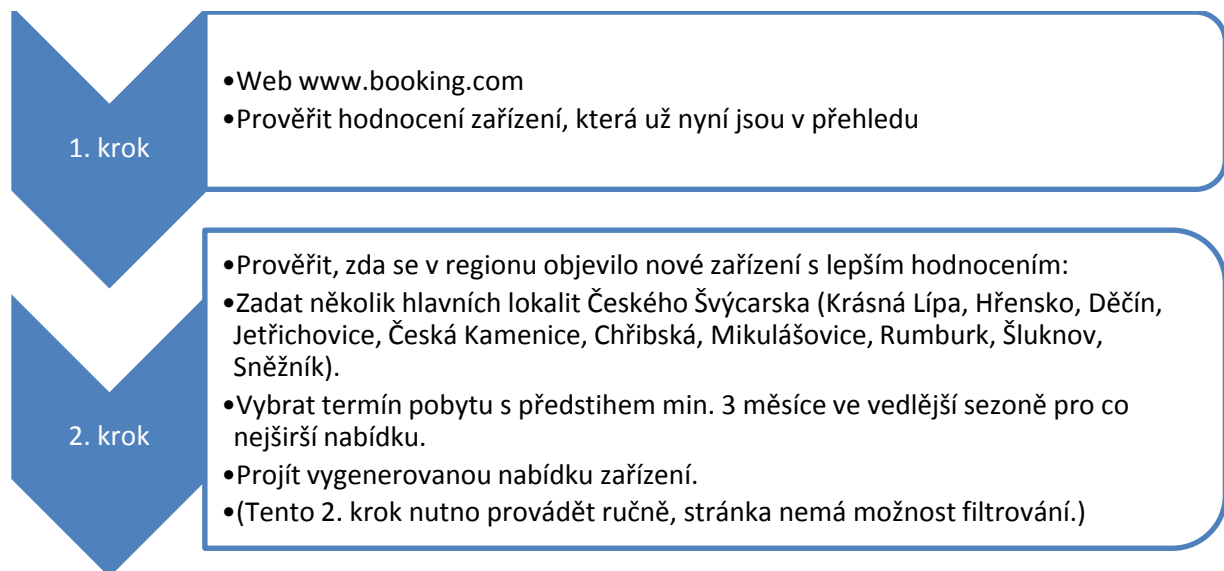 1. krok
•Web www.booking.com
•Prověřit hodnocení zařízení, která už nyní jsou v přehledu
2. krok
•Prověřit, zda se v regionu objevilo nové zařízení s lepším hodnocením:
•Zadat několik hlavních lokalit Českého Švýcarska (Krásná Lípa, Hřensko, Děčín,
Jetřichovice, Česká Kamenice, Chřibská, Mikulášovice, Rumburk, Šluknov,
Sněžník).
•Vybrat termín pobytu s předstihem min. 3 měsíce ve vedlejší sezoně pro co
nejširší nabídku.
•Projít vygenerovanou nabídku zařízení.
•(Tento 2. krok nutno provádět ručně, stránka nemá možnost filtrování.)